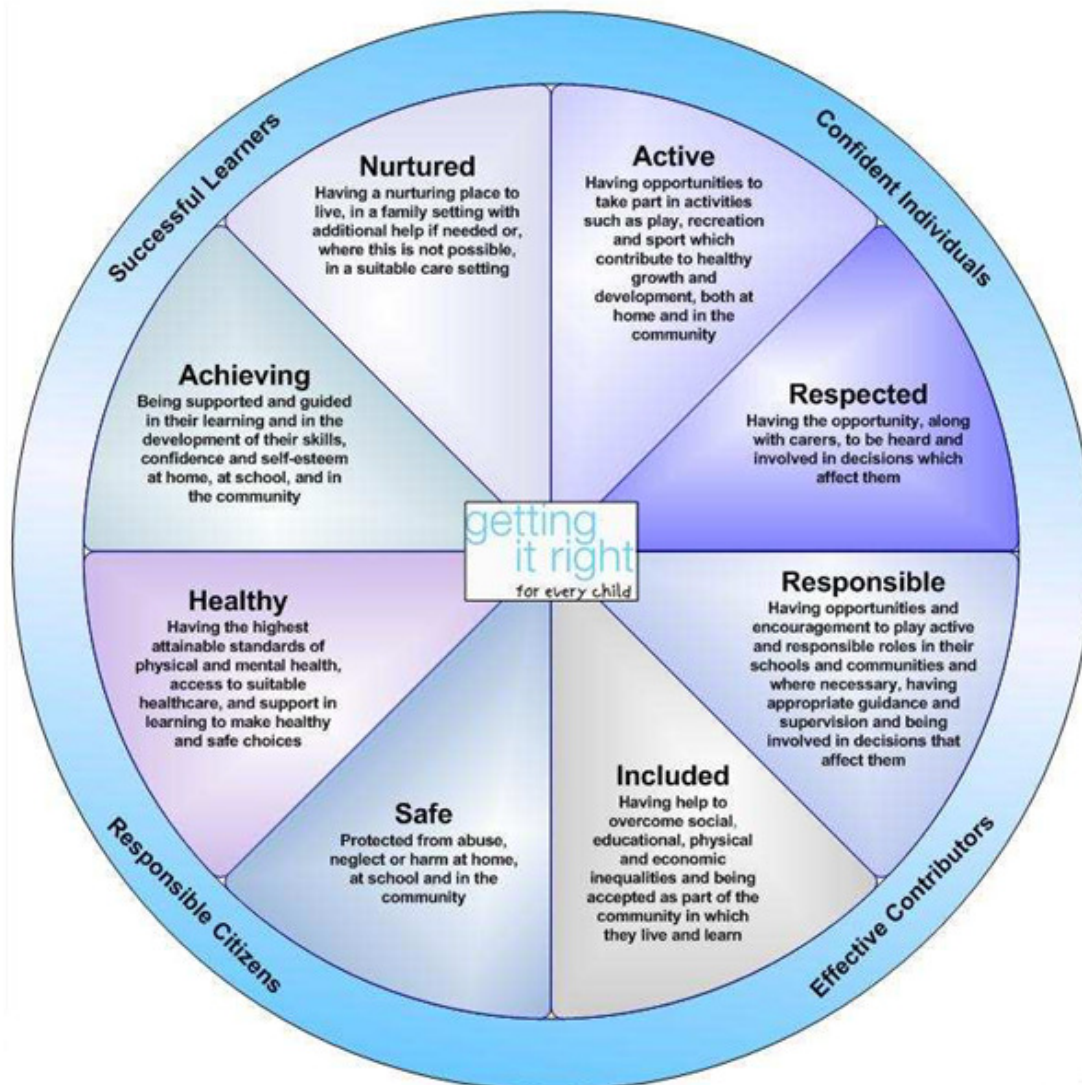 Successful Learners
Confident Individuals
Nurtured
Having a nurturing place to
live, in a family setting with
additional help if needed or,
where this is not possible,
in a suitable care setting
Active
Having opportunities to
take part in activities
such as play, recreation
and sport which
contribute to healthy
growth and
development, both at
home and in the
community
Achieving
Being supported and guided
in their learning and in the
development of their skills,
confidence and self-esteem
at home, at school, and in
the community
Respected
Having the opportunity, along
with carers, to be heard and
involved in decisions which
affect them
getting
it right
for every child
Healthy
Having the highest
attainable standards of
physical and mental health,
access to suitable
healthcare, and support in
learning to make healthy
and safe choices
Responsible
Having opportunities and
encouragement to play active
and responsible roles in their
schools and communities and
where necessary, having
appropriate guidance and
supervision and being
involved in decisions that
affect them
Safe
Protected from abuse,
neglect or harm at home,
at school and in the
community
Included
Having help to
overcome social,
educational, physical
and economic
inequalities and being
accepted as part of the
community in which
they live and learn
Responsible Citizens
Effective Contributors